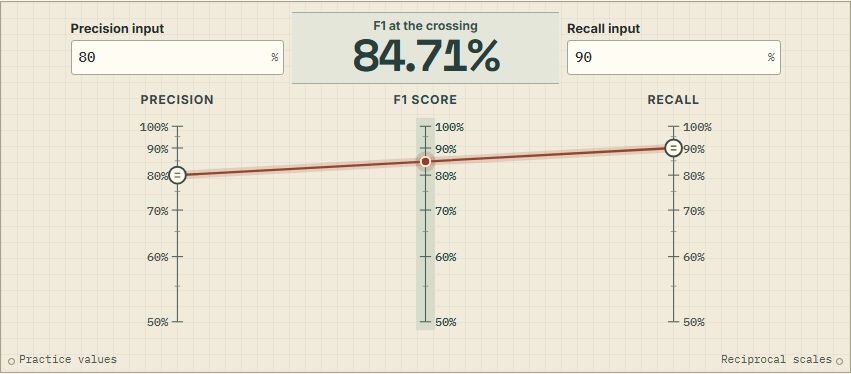 Precision input
80 %
F1 at the crossing
84.71%
Recall input
90 %
PRECISION
100%
90%
80%
70%
60%
50%
F1 SCORE
100%
90%
80%
70%
60%
50%
RECALL
100%
90%
80%
70%
60%
50%
Practice values
Reciprocal scales